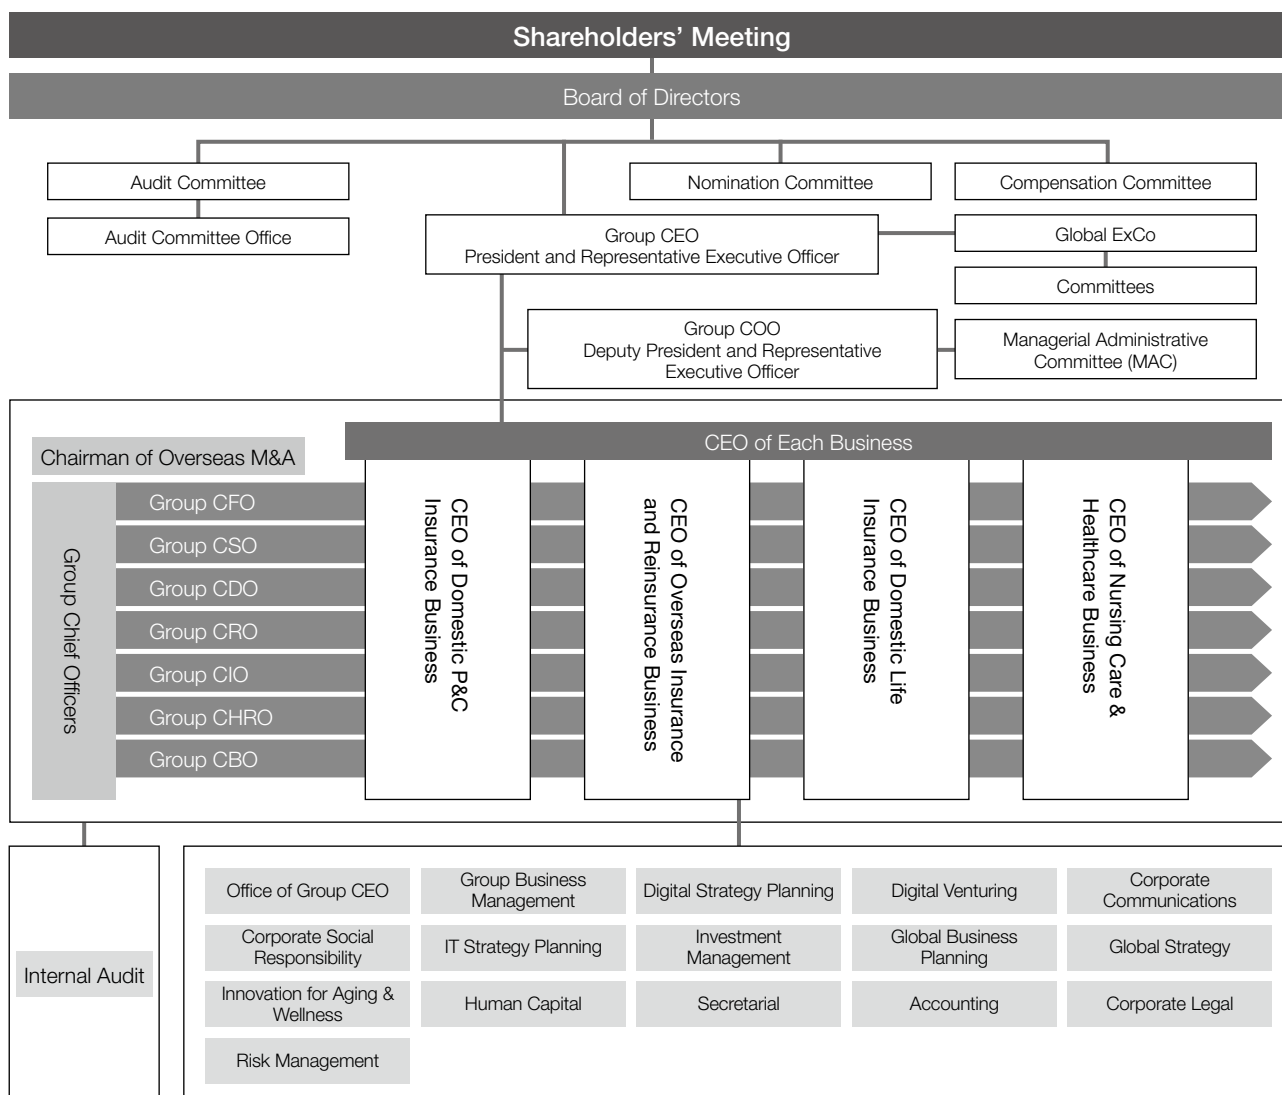 Shareholders’ Meeting
Board of Directors
Audit Committee
Nomination Committee
Compensation Committee
Audit Committee Office
Group CEO
President and Representative Executive Officer
Global ExCo
Committees
Group COO
Deputy President and Representative
Executive Officer
Managerial Administrative
Committee (MAC)
CEO of Each Business
Chairman of Overseas M&A
Group Chief Officers
Group CFO
Group CSO
Group CDO
Group CRO
Group CIO
Group CHRO
Group CBO
CEO of Domestic P&C
Insurance Business
CEO of Overseas Insurance
and Reinsurance Business
CEO of Domestic Life
Insurance Business
CEO of Nursing Care &
Healthcare Business
Internal Audit
Office of Group CEO
Group Business
Management
Digital Strategy Planning
Digital Venturing
Corporate
Communications
Corporate Social
Responsibility
IT Strategy Planning
Investment
Management
Global Business
Planning
Global Strategy
Innovation for Aging &
Wellness
Human Capital
Secretarial
Accounting
Corporate Legal
Risk Management